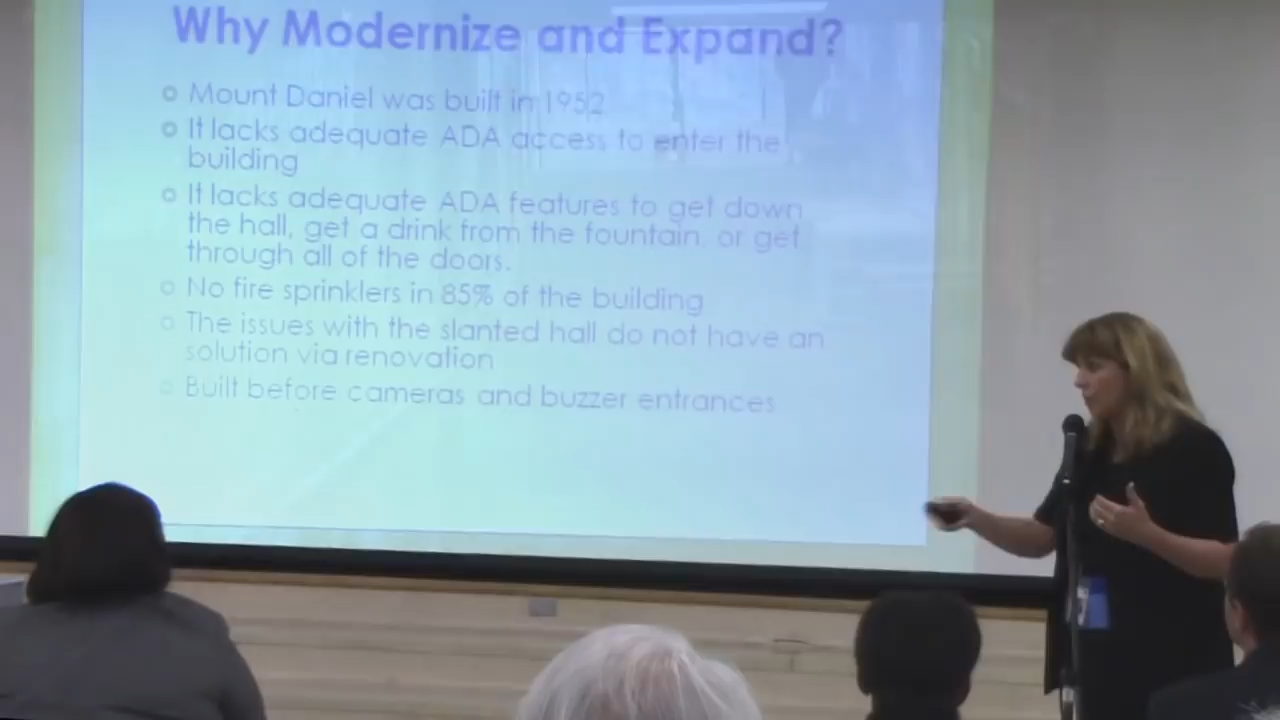 Why Modernize and Expand?
Mount Daniel was built in 1952
It lacks adequate ADA access to enter the
building
It lacks adequate ADA features to get down
the hall, get a drink from the fountain, or get
through all of the doors.
No fire sprinklers in 85% of the building
The issues with the slanted hall do not have an
solution via renovation
Built before cameras and buzzer entrances